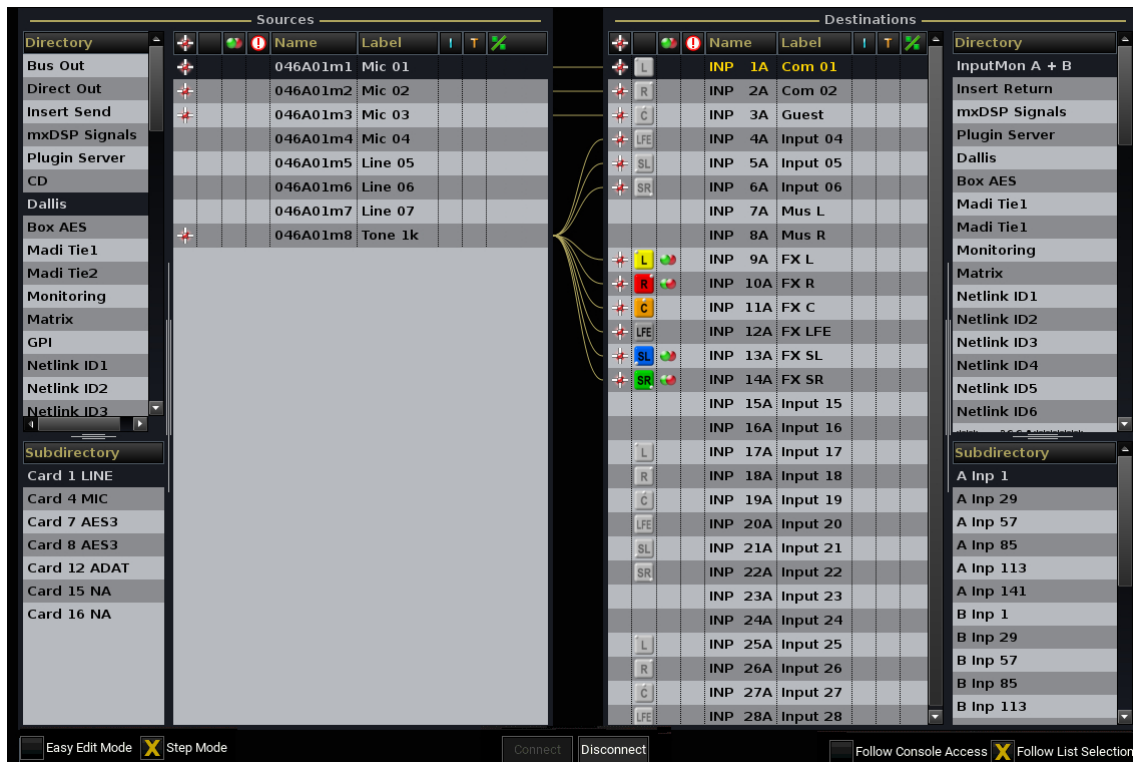 Sources
Destinations
Directory
Bus Out
Direct Out
Insert Send
mxDSP Signals
Plugin Server
CD
Dallis
Box AES
Madi Tie1
Madi Tie2
Monitoring
Matrix
GPI
Netlink ID1
Netlink ID2
Netlink ID3
Subdirectory
Card 1 LINE
Card 4 MIC
Card 7 AES3
Card 8 AES3
Card 12 ADAT
Card 15 NA
Card 16 NA
Name Label I T
046A01m1 Mic 01
046A01m2 Mic 02
046A01m3 Mic 03
046A01m4 Mic 04
046A01m5 Line 05
046A01m6 Line 06
046A01m7 Line 07
046A01m8 Tone 1k
Name Label I T
L INP 1A Com 01
R INP 2A Com 02
C INP 3A Guest
LFE INP 4A Input 04
SL INP 5A Input 05
SR INP 6A Input 06
INP 7A Mus L
INP 8A Mus R
L INP 9A FX L
R INP 10A FX R
C INP 11A FX C
LFE INP 12A FX LFE
SL INP 13A FX SL
SR INP 14A FX SR
INP 15A Input 15
INP 16A Input 16
L INP 17A Input 17
R INP 18A Input 18
C INP 19A Input 19
LFE INP 20A Input 20
SL INP 21A Input 21
SR INP 22A Input 22
INP 23A Input 23
INP 24A Input 24
L INP 25A Input 25
R INP 26A Input 26
C INP 27A Input 27
LFE INP 28A Input 28
Directory
InputMon A + B
Insert Return
mxDSP Signals
Plugin Server
Dallis
Box AES
Madi Tie1
Madi Tie1
Monitoring
Matrix
Netlink ID1
Netlink ID2
Netlink ID3
Netlink ID4
Netlink ID5
Netlink ID6
Subdirectory
A Inp 1
A Inp 29
A Inp 57
A Inp 85
A Inp 113
A Inp 141
B Inp 1
B Inp 29
B Inp 57
B Inp 85
B Inp 113
Easy Edit Mode X Step Mode
Connect Disconnect
Follow Console Access X Follow List Selection